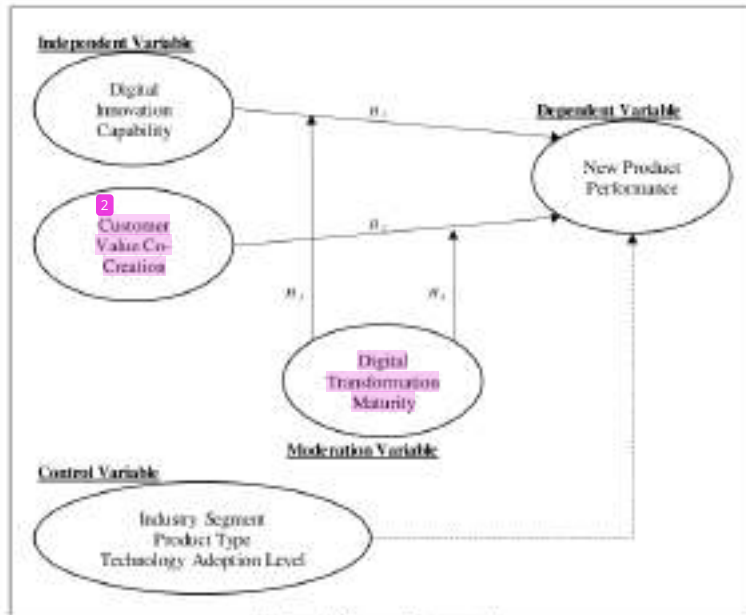 Independent Variable
Digital
Innovation
Capability
Dependent Variable
New Product
Performance
2
Customer
Value Co-
Creation
Digital
Transformation
Maturity
Moderation Variable
Control Variable
Industry Segment
Product Type
Technology Adoption Level